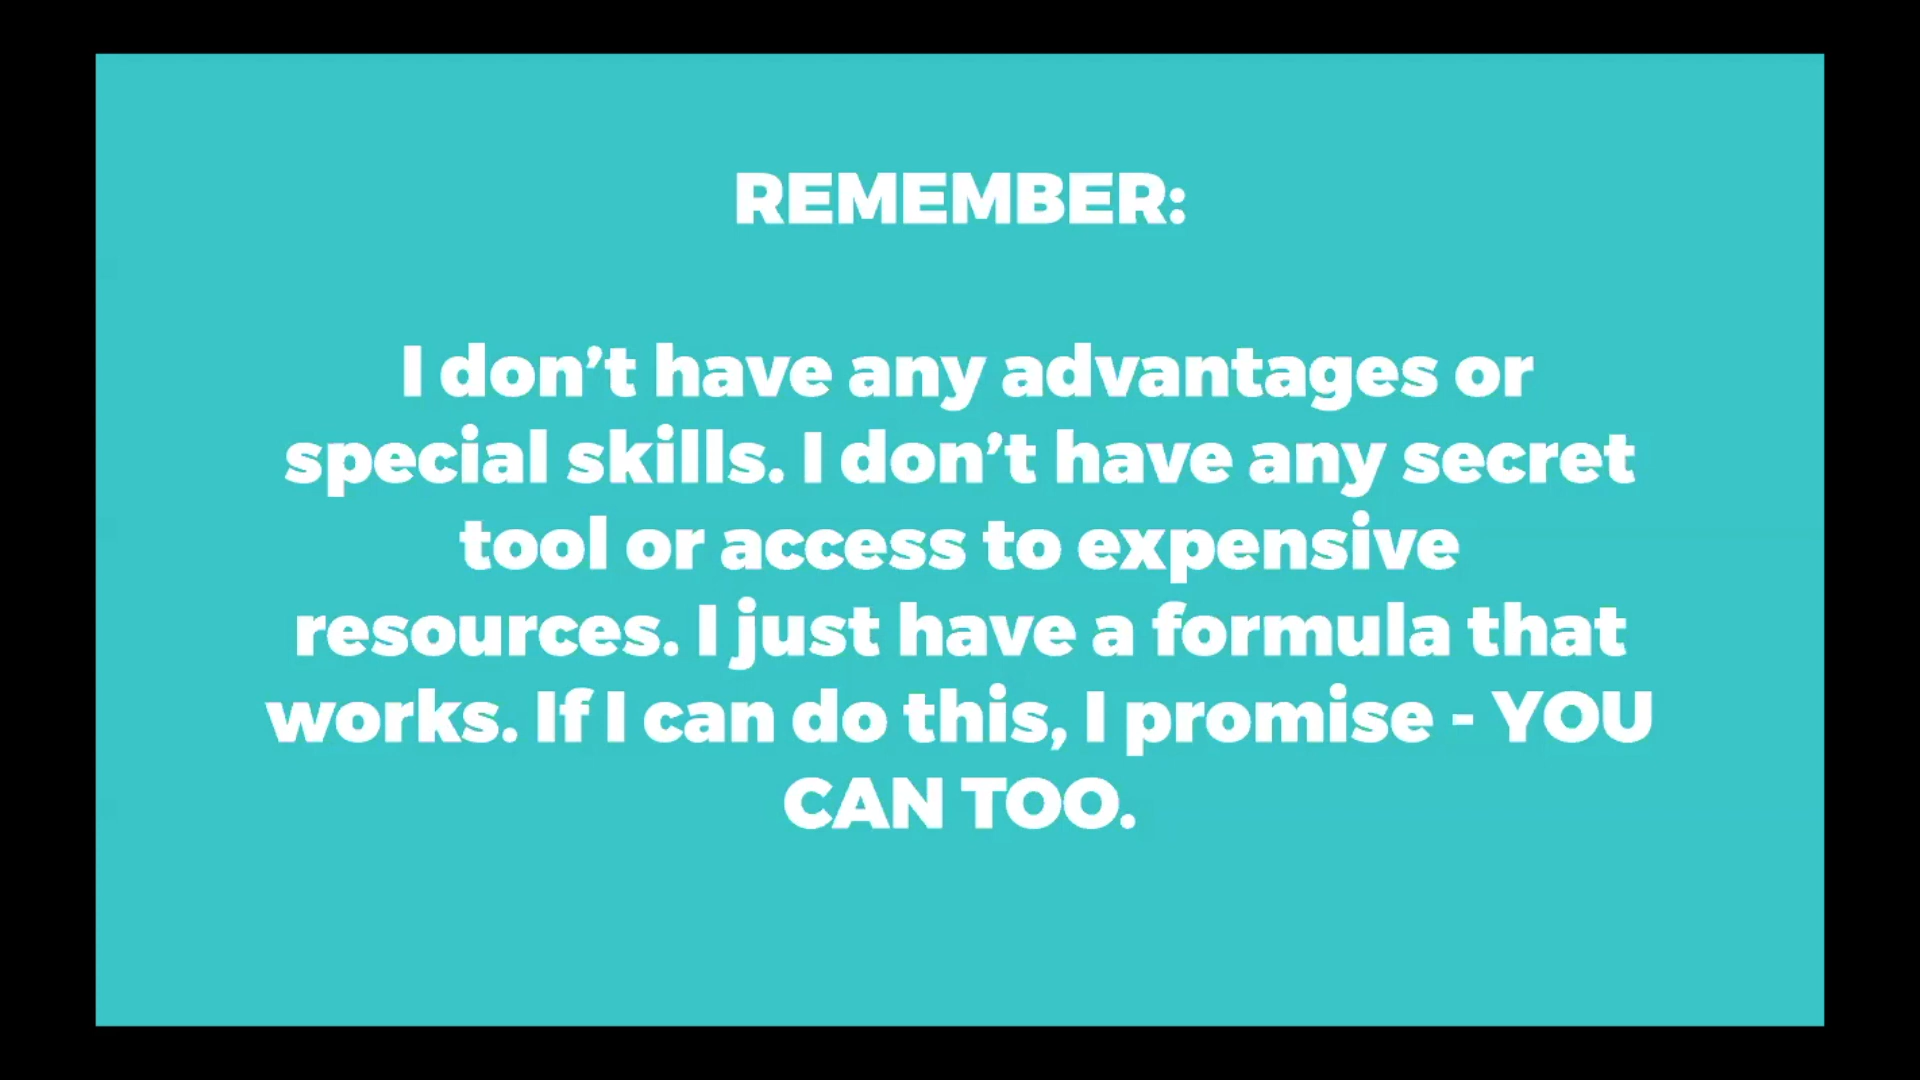 REMEMBER:
I don’t have any advantages or
special skills. I don’t have any secret
tool or access to expensive
resources. I just have a formula that
works. If I can do this, I promise - YOU
CAN TOO.